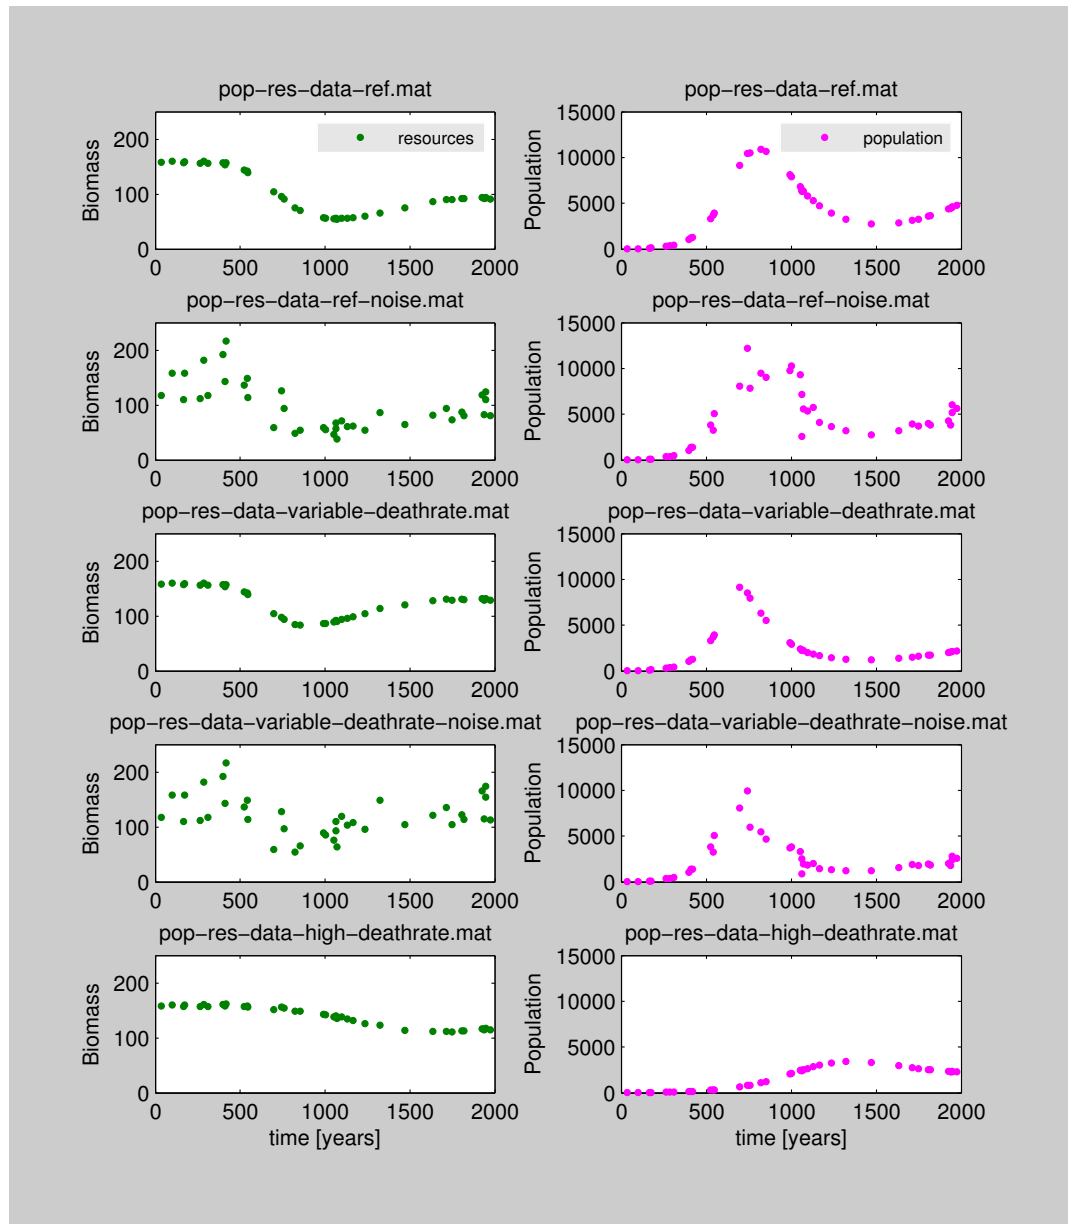 pop-res-data-ref.mat
pop-res-data-ref.mat
250
200
100
0
Biomass
resources
0 500 1000 1500 2000
15000
10000
5000
0
Population
population
0 500 1000 1500 2000
pop-res-data-ref-noise.mat
pop-res-data-ref-noise.mat
200
100
0
Biomass
0 500 1000 1500 2000
15000
10000
5000
0
Population
0 500 1000 1500 2000
pop-res-data-variable-deathrate.mat
pop-res-data-variable-deathrate.mat
200
100
0
Biomass
0 500 1000 1500 2000
15000
10000
5000
0
Population
0 500 1000 1500 2000
pop-res-data-variable-deathrate-noise.mat
pop-res-data-variable-deathrate-noise.mat
200
100
0
Biomass
0 500 1000 1500 2000
15000
10000
5000
0
Population
0 500 1000 1500 2000
pop-res-data-high-deathrate.mat
pop-res-data-high-deathrate.mat
200
100
0
Biomass
0 500 1000 1500 2000
time [years]
15000
10000
5000
0
Population
0 500 1000 1500 2000
time [years]